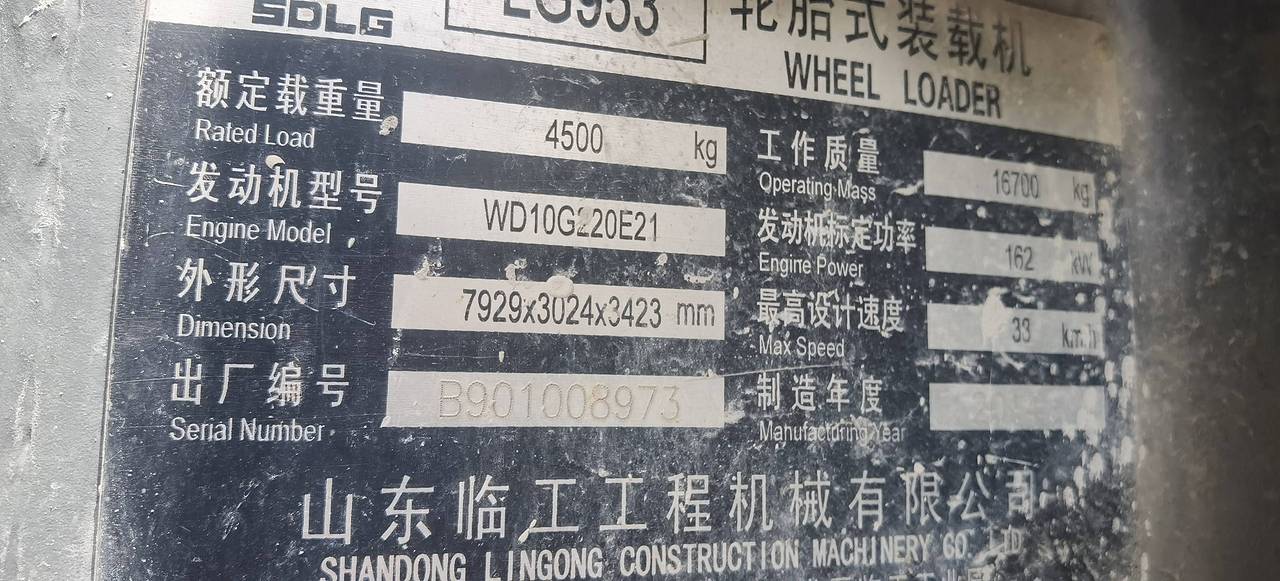 SDLG LG953 轮胎式装载机
WHEEL LOADER
额定载重量 4500 kg
Rated Load
工作质量 16700 kg
Operating Mass
发动机型号 WD10G220E21
Engine Model
发动机标定功率 162 kW
Engine Power
外形尺寸 7929x3024x3423 mm
Dimension
最高设计速度 33 km/h
Max Speed
出厂编号 B901008973
Serial Number
制造年度
Manufacturing Year
山东临工工程机械有限公司
SHANDONG LINGONG CONSTRUCTION MACHINERY CO. LTD